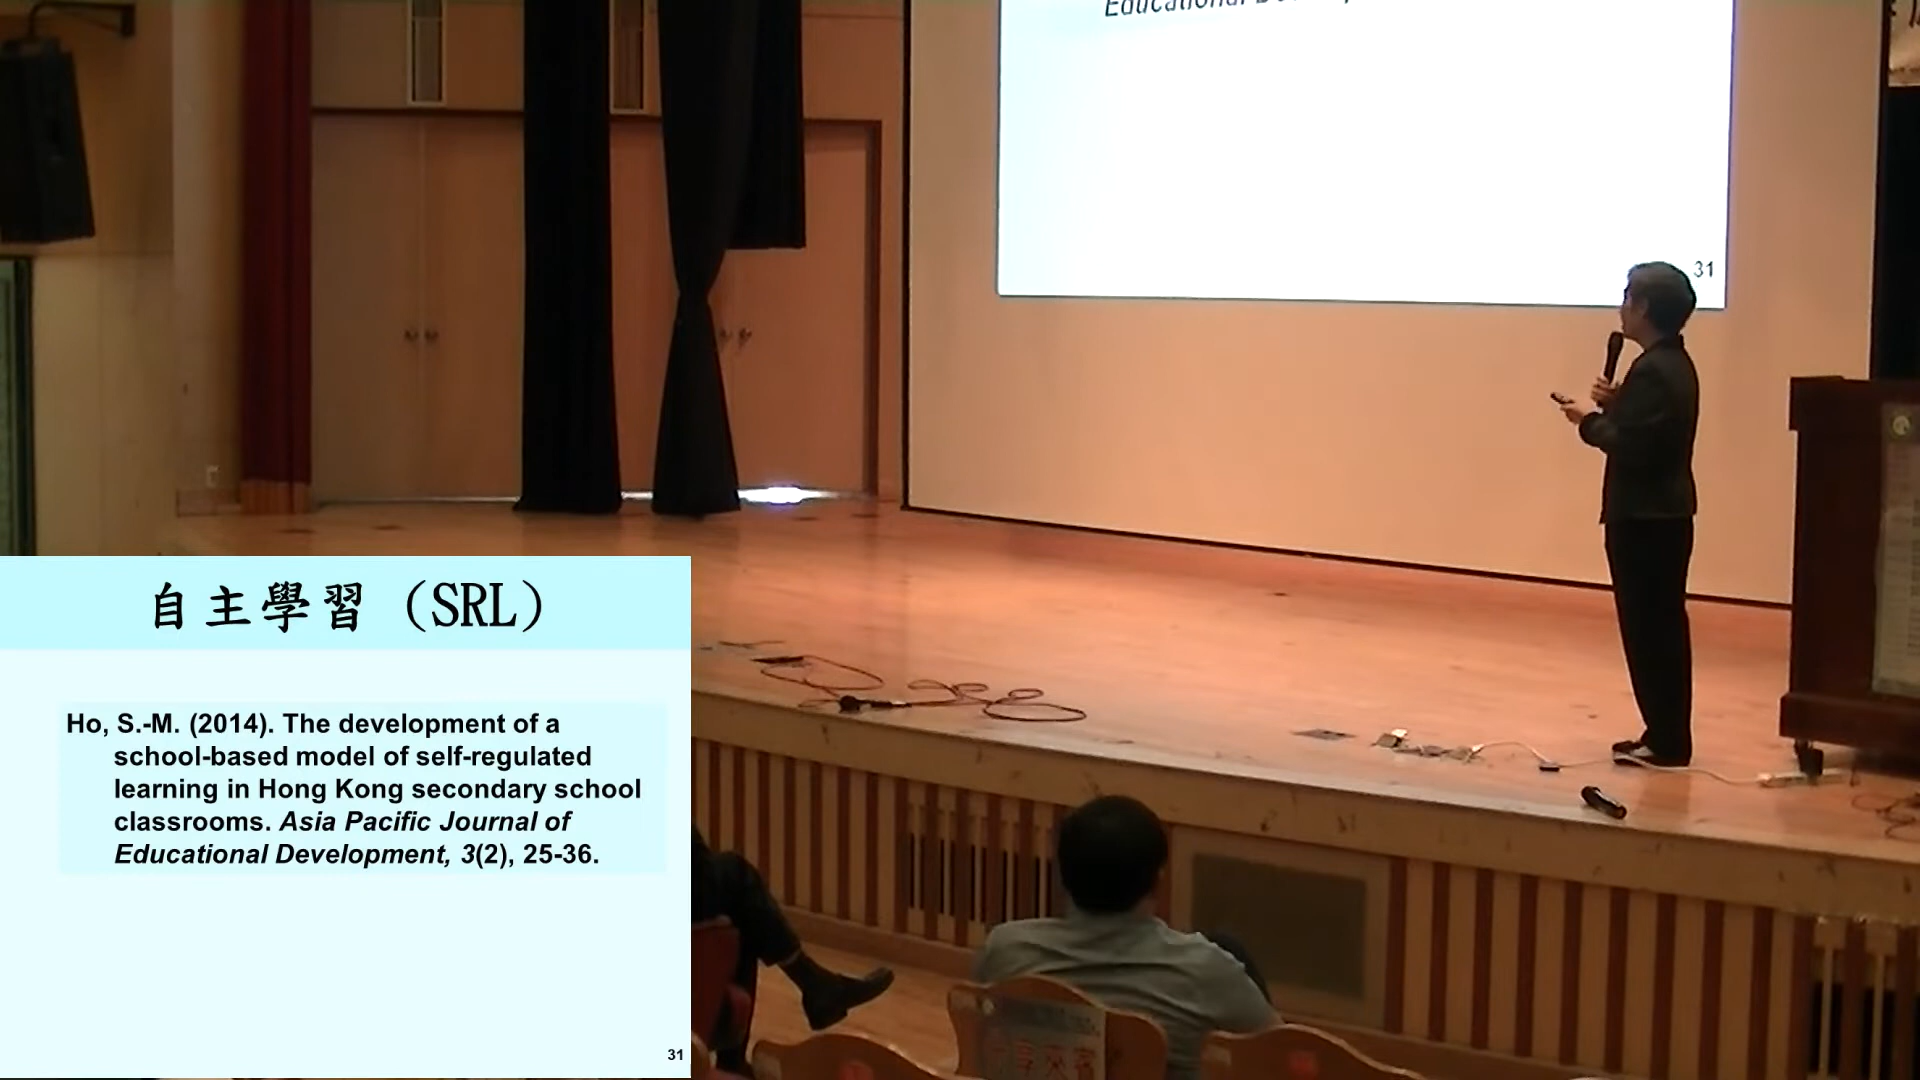 Educational
31
自主學習 (SRL)
Ho, S.-M. (2014). The development of a
school-based model of self-regulated
learning in Hong Kong secondary school
classrooms. Asia Pacific Journal of
Educational Development, 3(2), 25-36.
31